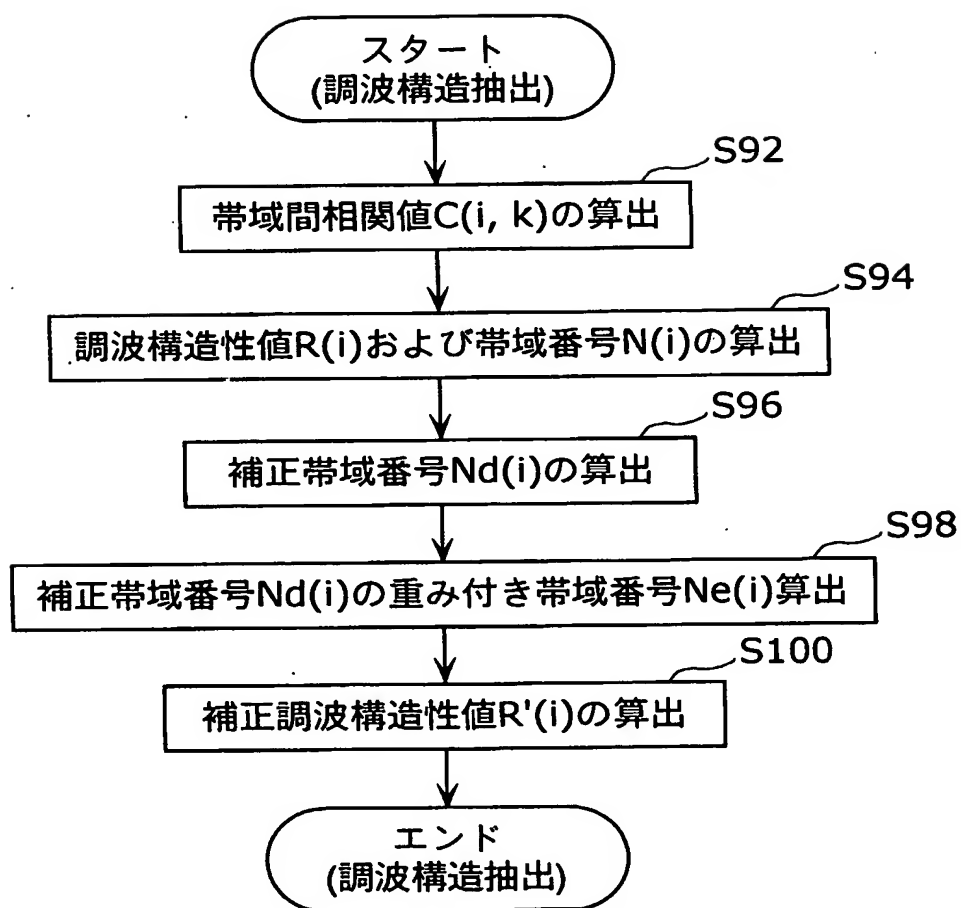 スタート
(調波構造抽出)
S92
帯域間相関値C(i, k)の算出
S94
調波構造性値R(i)および帯域番号N(i)の算出
S96
補正帯域番号Nd(i)の算出
S98
補正帯域番号Nd(i)の重み付き帯域番号Ne(i)算出
S100
補正調波構造性値R'(i)の算出
エンド
(調波構造抽出)